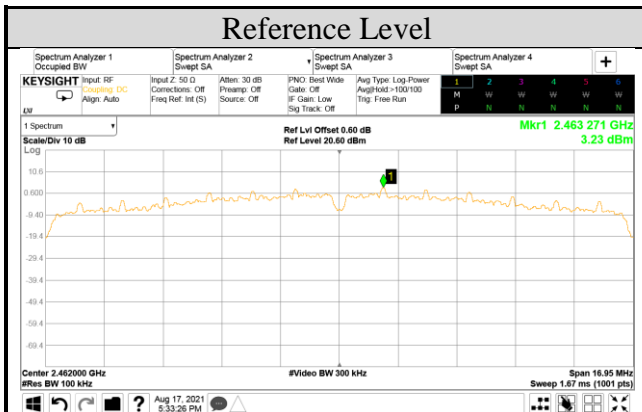 Reference Level
Spectrum Analyzer 1
Occupied BW
Spectrum Analyzer 2
Swept SA
Spectrum Analyzer 3
Swept SA
Spectrum Analyzer 4
Swept SA
+
KEYSIGHT
Input: RF
Coupling: DC
Align: Auto
Input Z: 50 Ω
Corrections: Off
Freq Ref: Int (S)
Atten: 30 dB
Preamp: Off
Source: Off
PNO: Best Wide
Gate: Off
IF Gain: Low
Sig Track: Off
Avg Type: Log-Power
Avg|Hold:>100/100
Trig: Free Run
1 2 3 4 5 6
M W W W W W
P N N N N N
LXI
1 Spectrum
Scale/Div 10 dB
Log
Ref Lvl Offset 0.60 dB
Ref Level 20.60 dBm
Mkr1 2.463 271 GHz
3.23 dBm
1
10.6
0.600
-9.40
-19.4
-29.4
-39.4
-49.4
-59.4
-69.4
Center 2.462000 GHz
#Video BW 300 kHz
Span 16.95 MHz
#Res BW 100 kHz
Sweep 1.67 ms (1001 pts)
?
Aug 17, 2021
5:33:26 PM